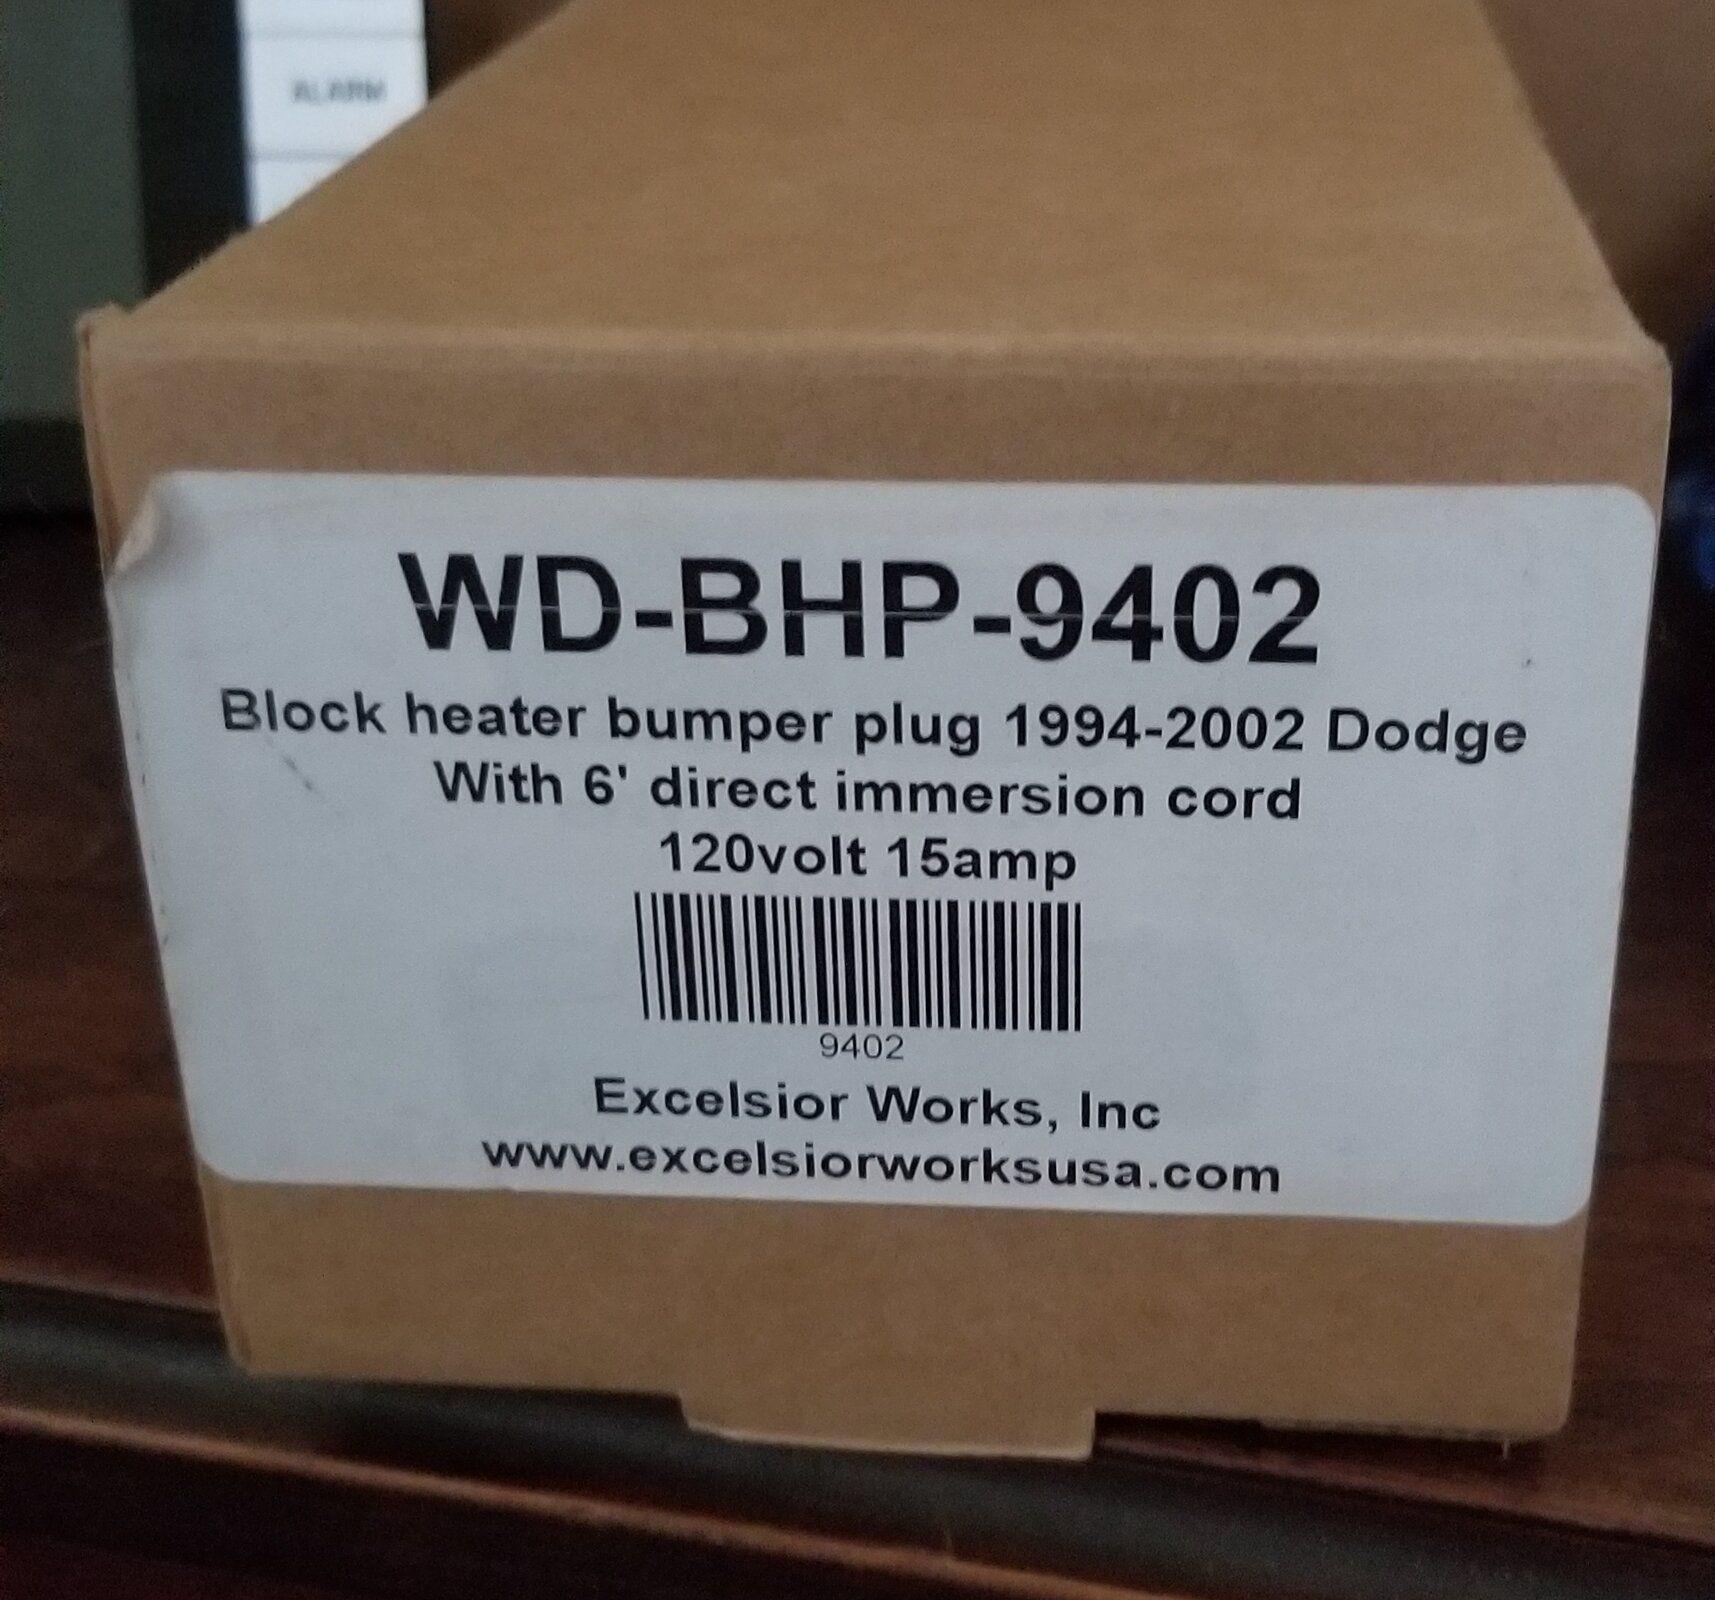 ALARM
WD-BHP-9402
Block heater bumper plug 1994-2002 Dodge
With 6' direct immersion cord
120volt 15amp
9402
Excelsior Works, Inc
www.excelsiorworksusa.com